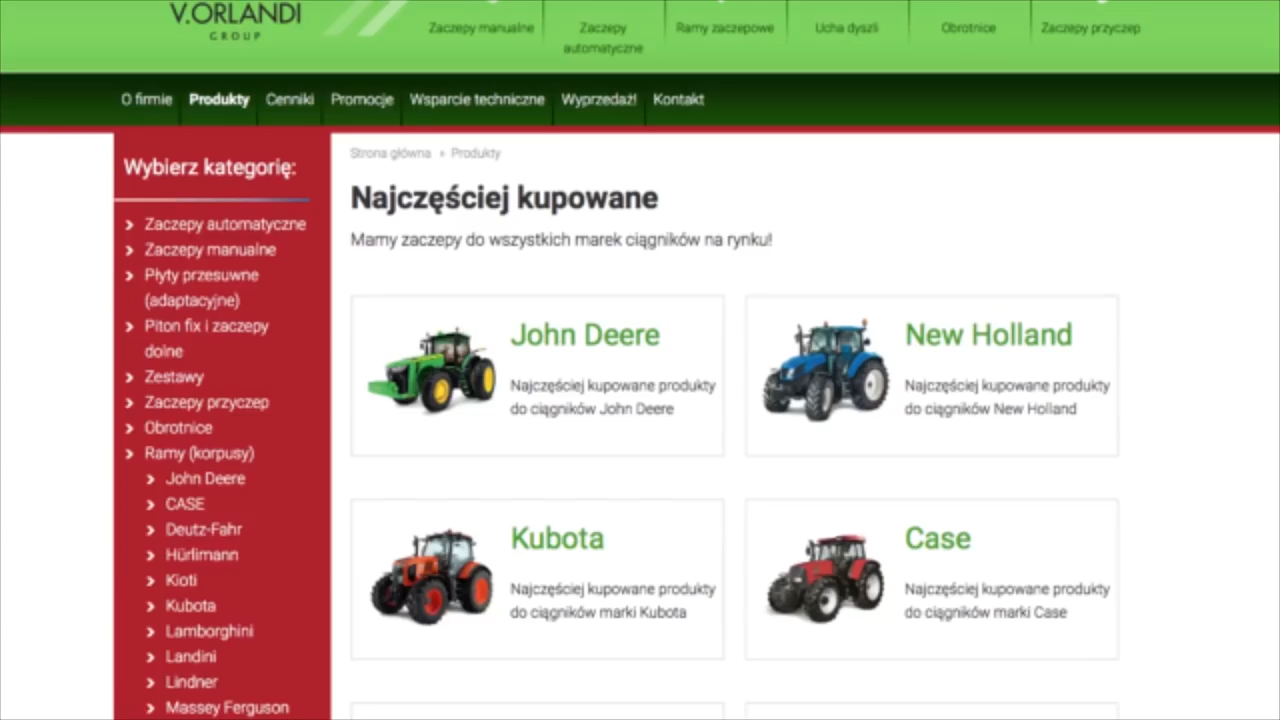 V.ORLANDI
GROUP
Zaczepy manualne
Zaczepy
automatyczne
Ramy zaczepowe
Ucha dyszli
Obrotnice
Zaczepy przyczep
O firmie
Produkty
Cenniki
Promocje
Wsparcie techniczne
Wyprzedaż!
Kontakt
Wybierz kategorię:
Zaczepy automatyczne
Zaczepy manualne
Płyty przesuwne
(adaptacyjne)
Piton fix i zaczepy
dolne
Zestawy
Zaczepy przyczep
Obrotnice
Ramy (korpusy)
John Deere
CASE
Deutz-Fahr
Hürlimann
Kioti
Kubota
Lamborghini
Landini
Lindner
Massey Ferguson
Strona główna » Produkty
Najczęściej kupowane
Mamy zaczepy do wszystkich marek ciągników na rynku!
John Deere
Najczęściej kupowane produkty
do ciągników John Deere
New Holland
Najczęściej kupowane produkty
do ciągników New Holland
Kubota
Najczęściej kupowane produkty
do ciągników marki Kubota
Case
Najczęściej kupowane produkty
do ciągników marki Case